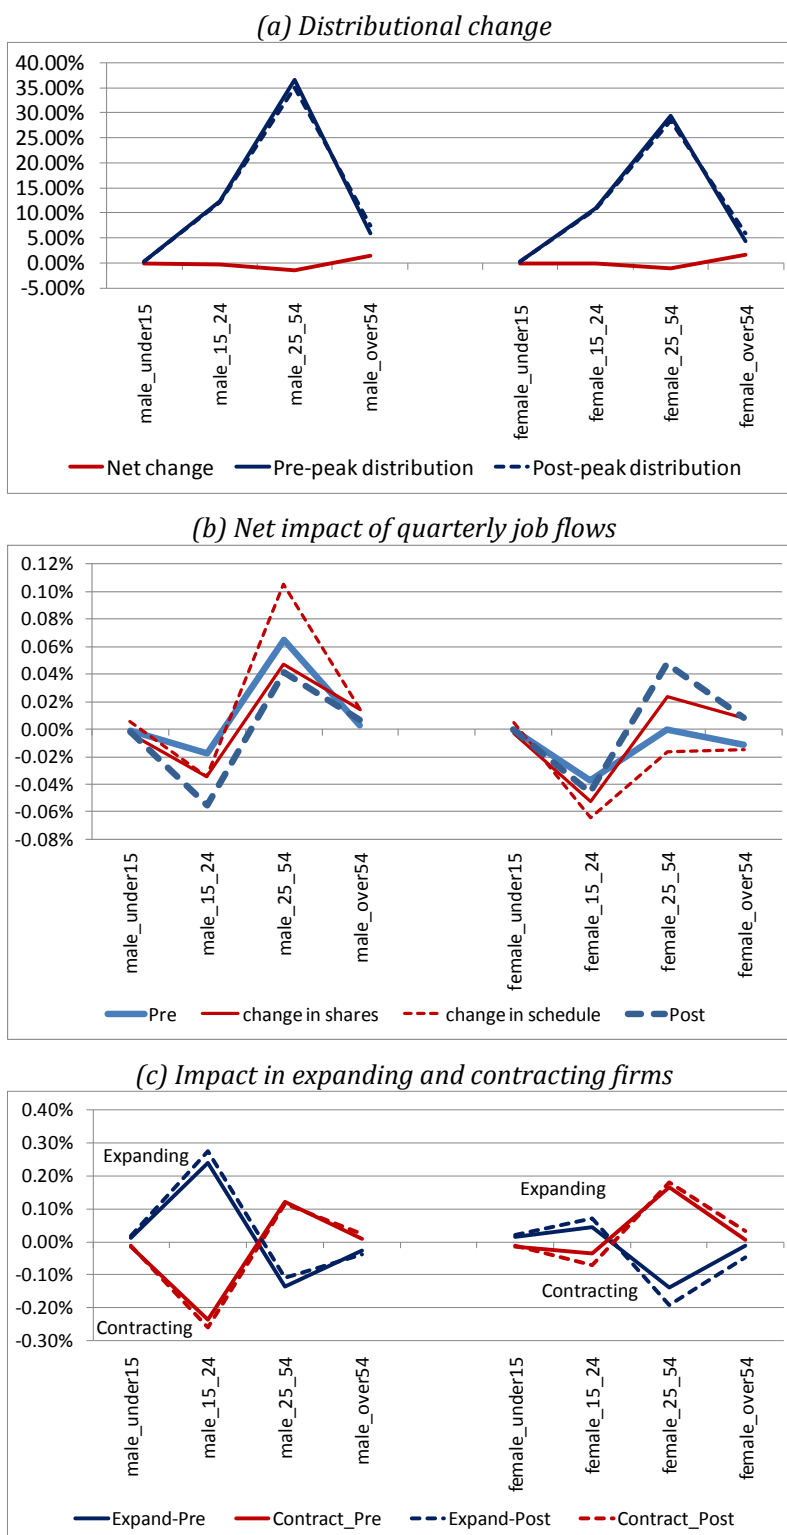 (a) Distributional change
40.00%
35.00%
30.00%
25.00%
20.00%
15.00%
10.00%
5.00%
0.00%
-5.00%
male_under15
male_15_24
male_25_54
male_over54
female_under15
female_15_24
female_25_54
female_over54
Net change Pre-peak distribution Post-peak distribution
(b) Net impact of quarterly job flows
0.12%
0.10%
0.08%
0.06%
0.04%
0.02%
0.00%
-0.02%
-0.04%
-0.06%
-0.08%
male_under15
male_15_24
male_25_54
male_over54
female_under15
female_15_24
female_25_54
female_over54
Pre change in shares change in schedule Post
(c) Impact in expanding and contracting firms
0.40%
0.30%
0.20%
0.10%
0.00%
-0.10%
-0.20%
-0.30%
Expanding
Contracting
Expanding
Contracting
male_under15
male_15_24
male_25_54
male_over54
female_under15
female_15_24
female_25_54
female_over54
Expand-Pre Contract_Pre Expand-Post Contract_Post